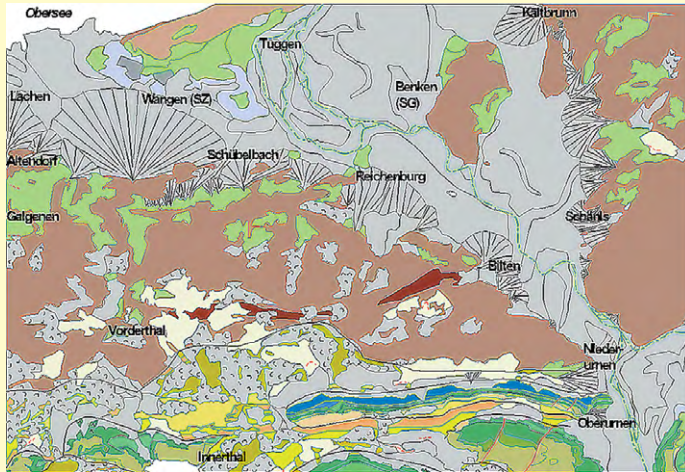 Obersee
Kaltbrunn
Tuggen
Benken
(SG)
Lachen
Wangen (SZ)
Altendorf
Schübelbach
Reichenburg
Galgenen
Schänis
Bilten
Vorderthal
Nieder-
urnen
Oberurnen
Innerthal